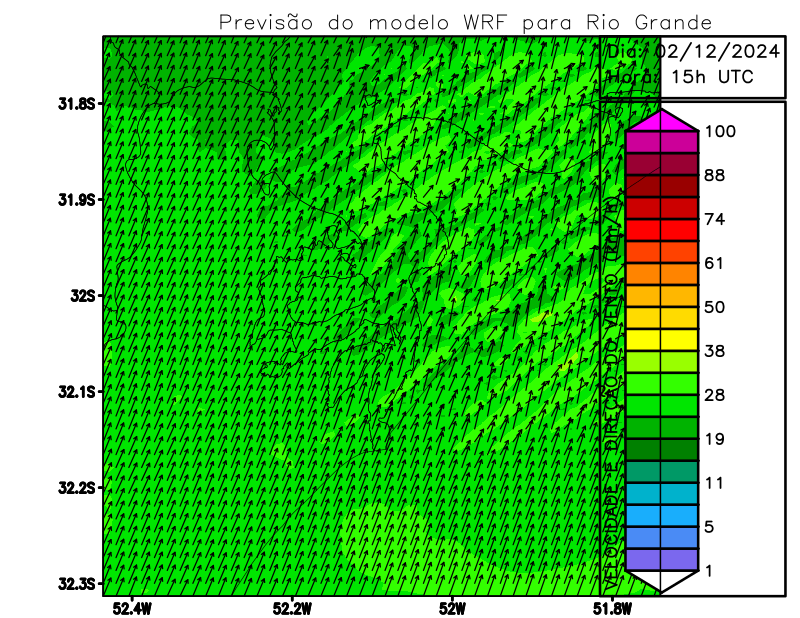 Previsão do modelo WRF para Rio Grande
Dia: 02/12/2024
Hora: 15h UTC
31.8S
31.9S
32S
32.1S
32.2S
32.3S
52.4W
52.2W
52W
51.8W
VELOCIDADE E DIREÇÃO DO VENTO (km/h)
100
88
74
61
50
38
28
19
11
5
1